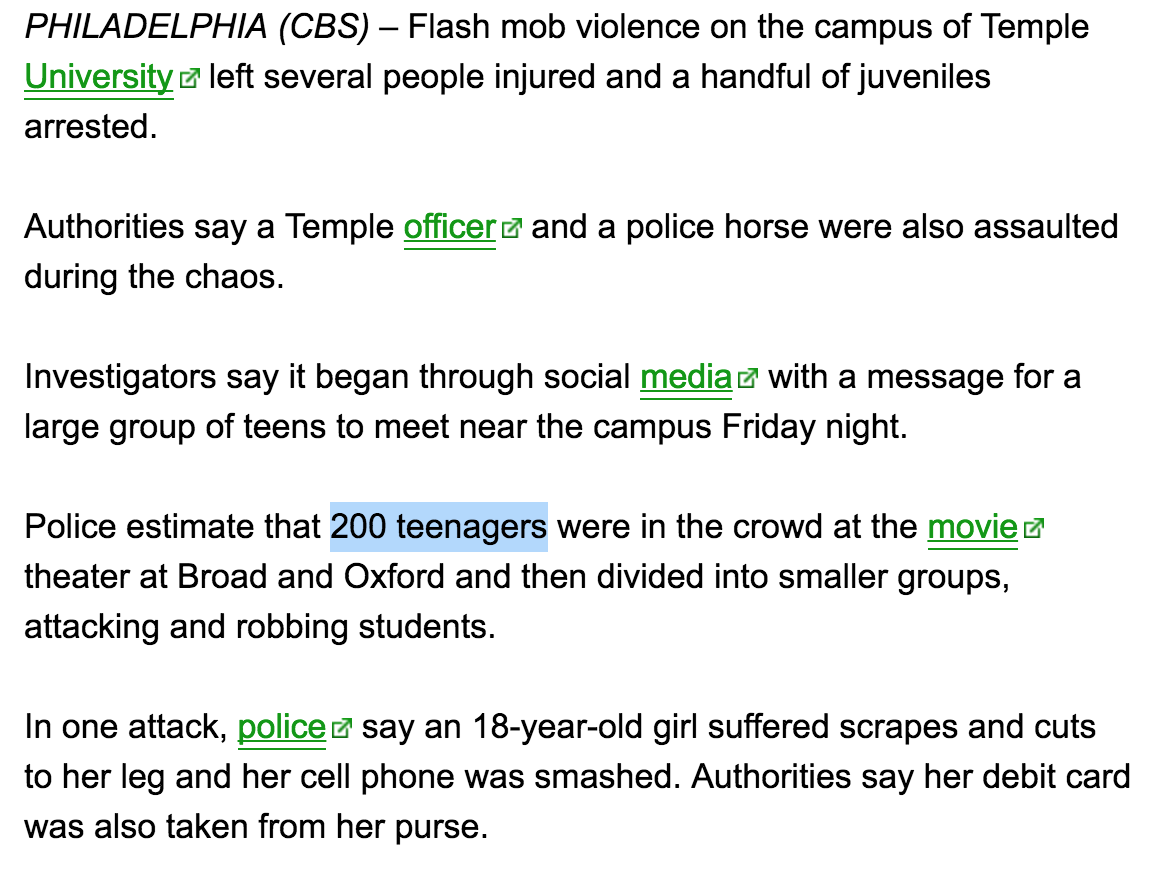 PHILADELPHIA (CBS) – Flash mob violence on the campus of Temple
University left several people injured and a handful of juveniles
arrested.
Authorities say a Temple officer and a police horse were also assaulted
during the chaos.
Investigators say it began through social media with a message for a
large group of teens to meet near the campus Friday night.
Police estimate that 200 teenagers were in the crowd at the movie
theater at Broad and Oxford and then divided into smaller groups,
attacking and robbing students.
In one attack, police say an 18-year-old girl suffered scrapes and cuts
to her leg and her cell phone was smashed. Authorities say her debit card
was also taken from her purse.